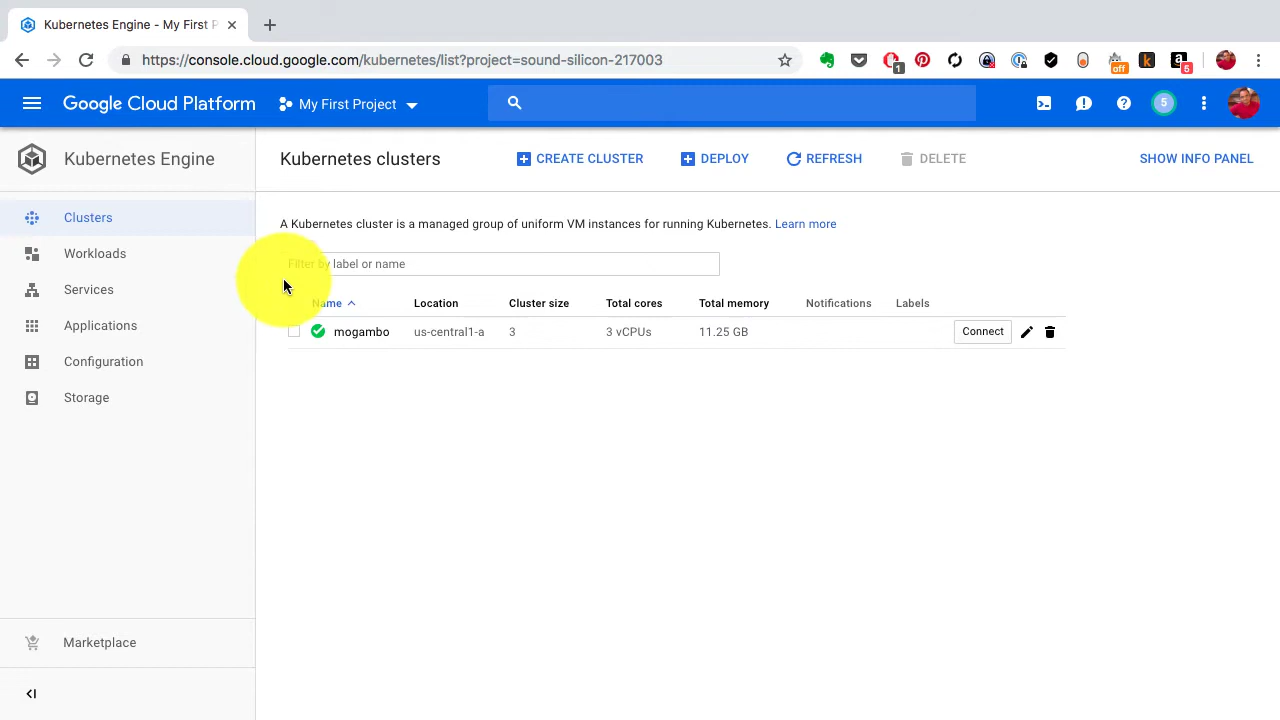 Kubernetes Engine - My First P
https://console.cloud.google.com/kubernetes/list?project=sound-silicon-217003
1
off
k
5
Google Cloud Platform
My First Project
5
Kubernetes Engine
Kubernetes clusters
CREATE CLUSTER
DEPLOY
REFRESH
DELETE
SHOW INFO PANEL
Clusters
Workloads
Services
Applications
Configuration
Storage
Marketplace
A Kubernetes cluster is a managed group of uniform VM instances for running Kubernetes. Learn more
Filter by label or name
Name Location Cluster size Total cores Total memory Notifications Labels
mogambo us-central1-a 3 3 vCPUs 11.25 GB Connect